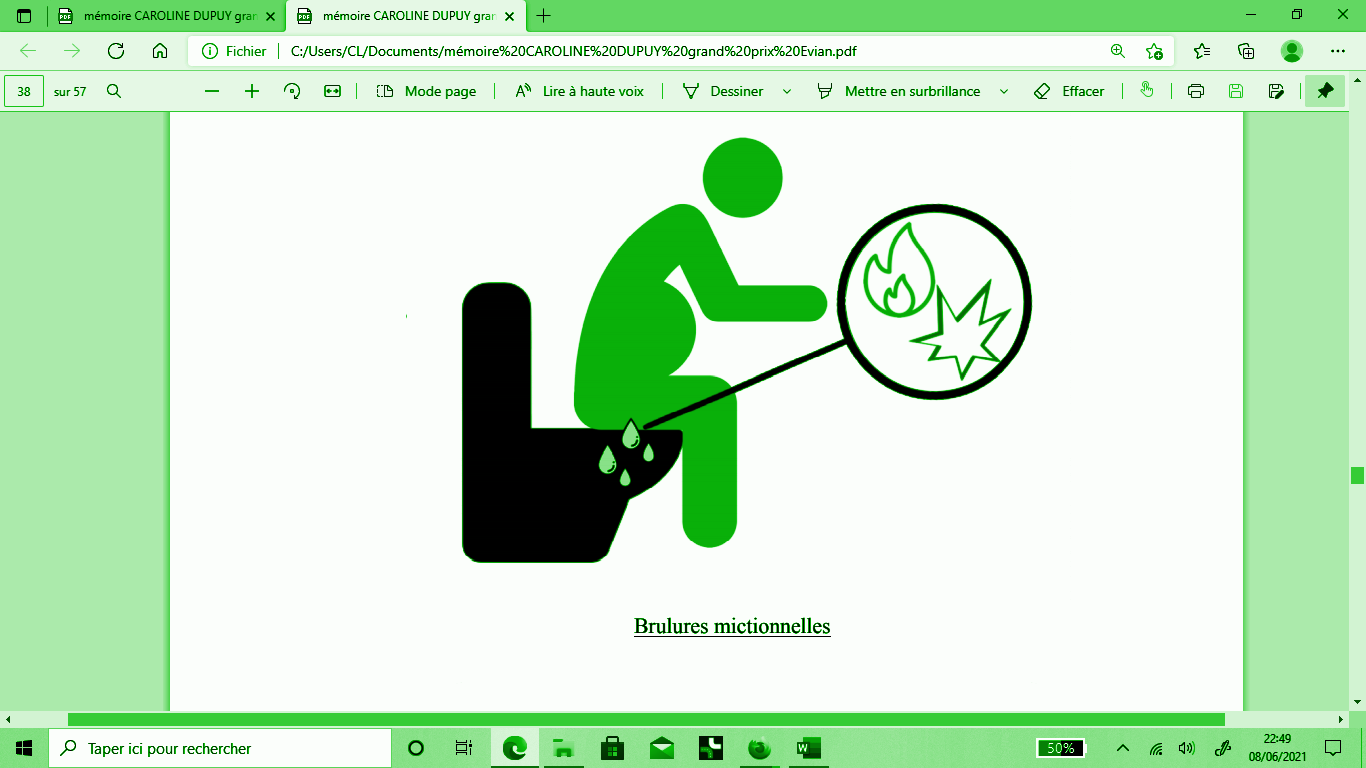 mémoire CAROLINE DUPUY gran
mémoire CAROLINE DUPUY gran
Fichier
C:/Users/CL/Documents/mémoire%20CAROLINE%20DUPUY%20grand%20prix%20Evian.pdf
38 sur 57
Mode page
Lire à haute voix
Dessiner
Mettre en surbrillance
Effacer
Brulures mictionnelles
Taper ici pour rechercher
50%
22:49
08/06/2021